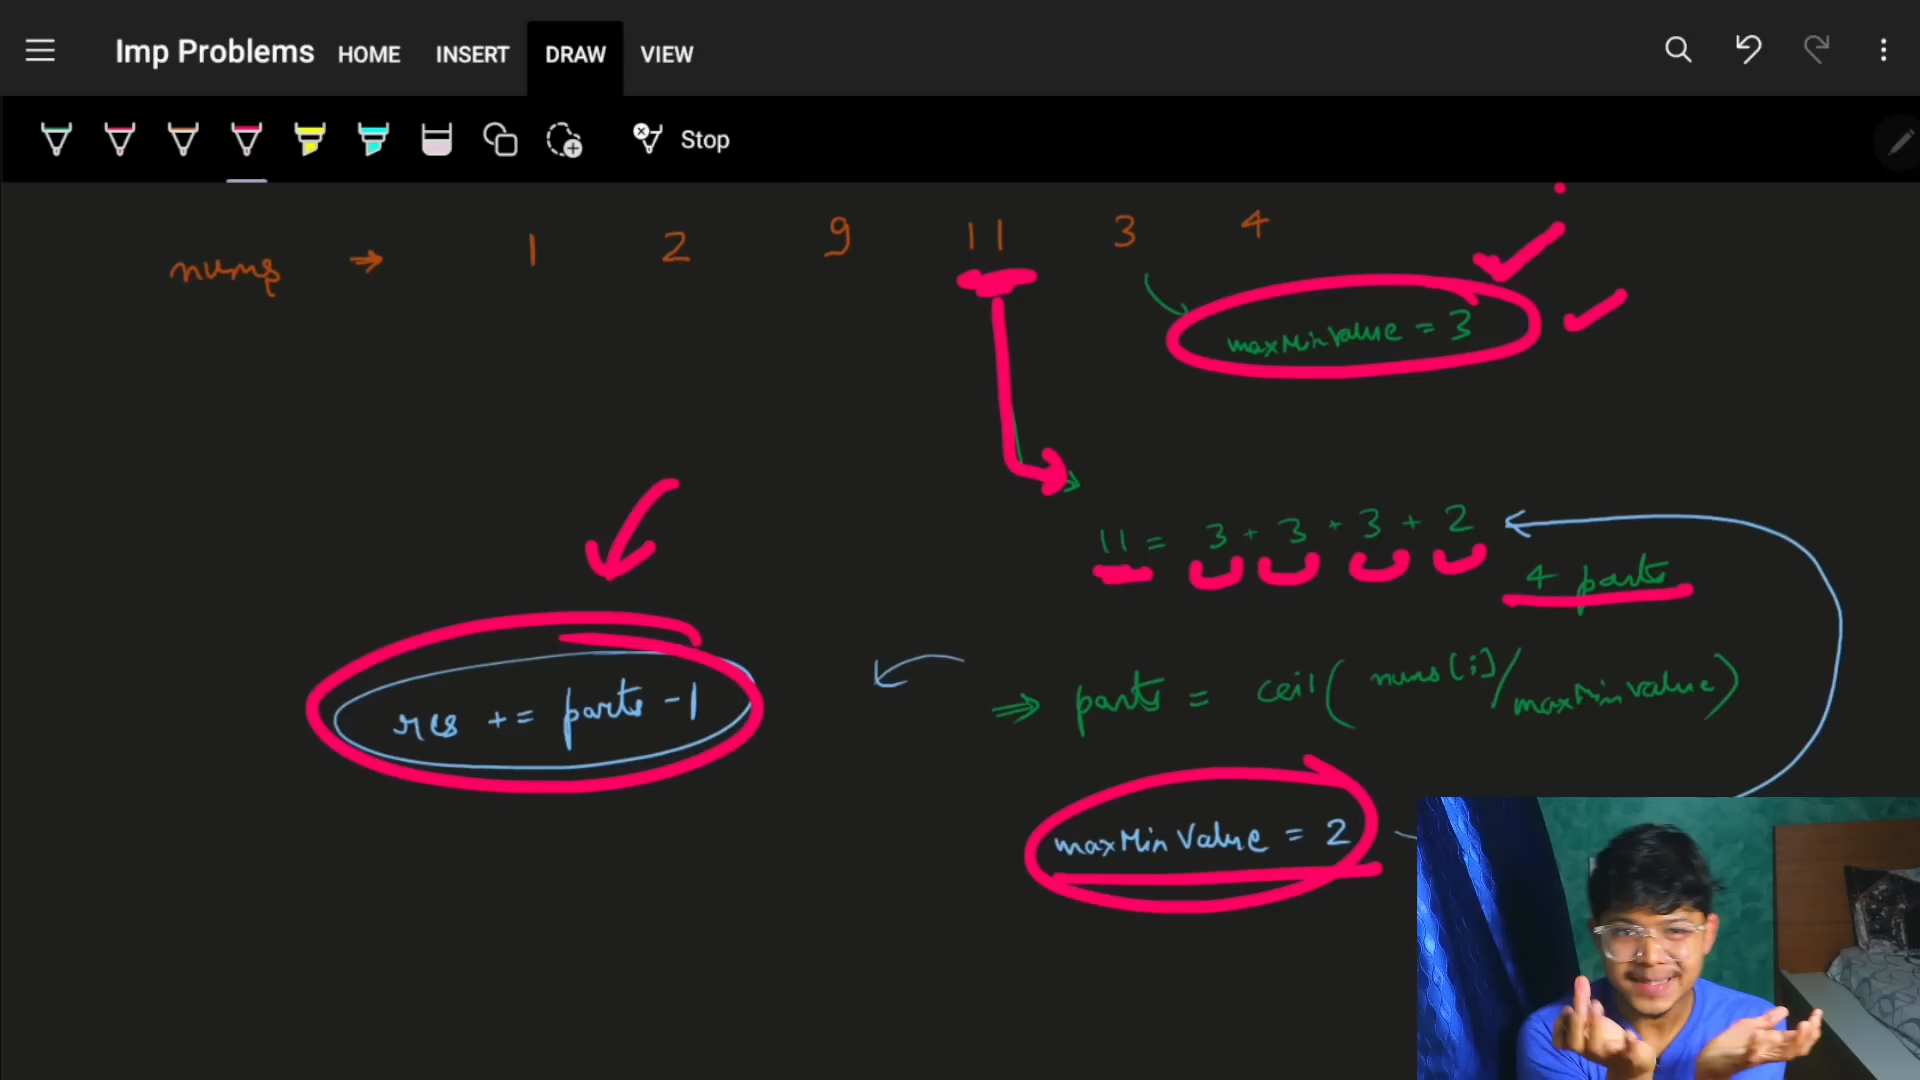 Imp Problems HOME INSERT DRAW VIEW
Stop
nums → 1 2 9 11 3 4
maxMinValue = 3
11 = 3 + 3 + 3 + 2
4 parts
⇒ parts = ceil( nums[i]/maxMinValue )
res += parts -1
maxMinValue = 2